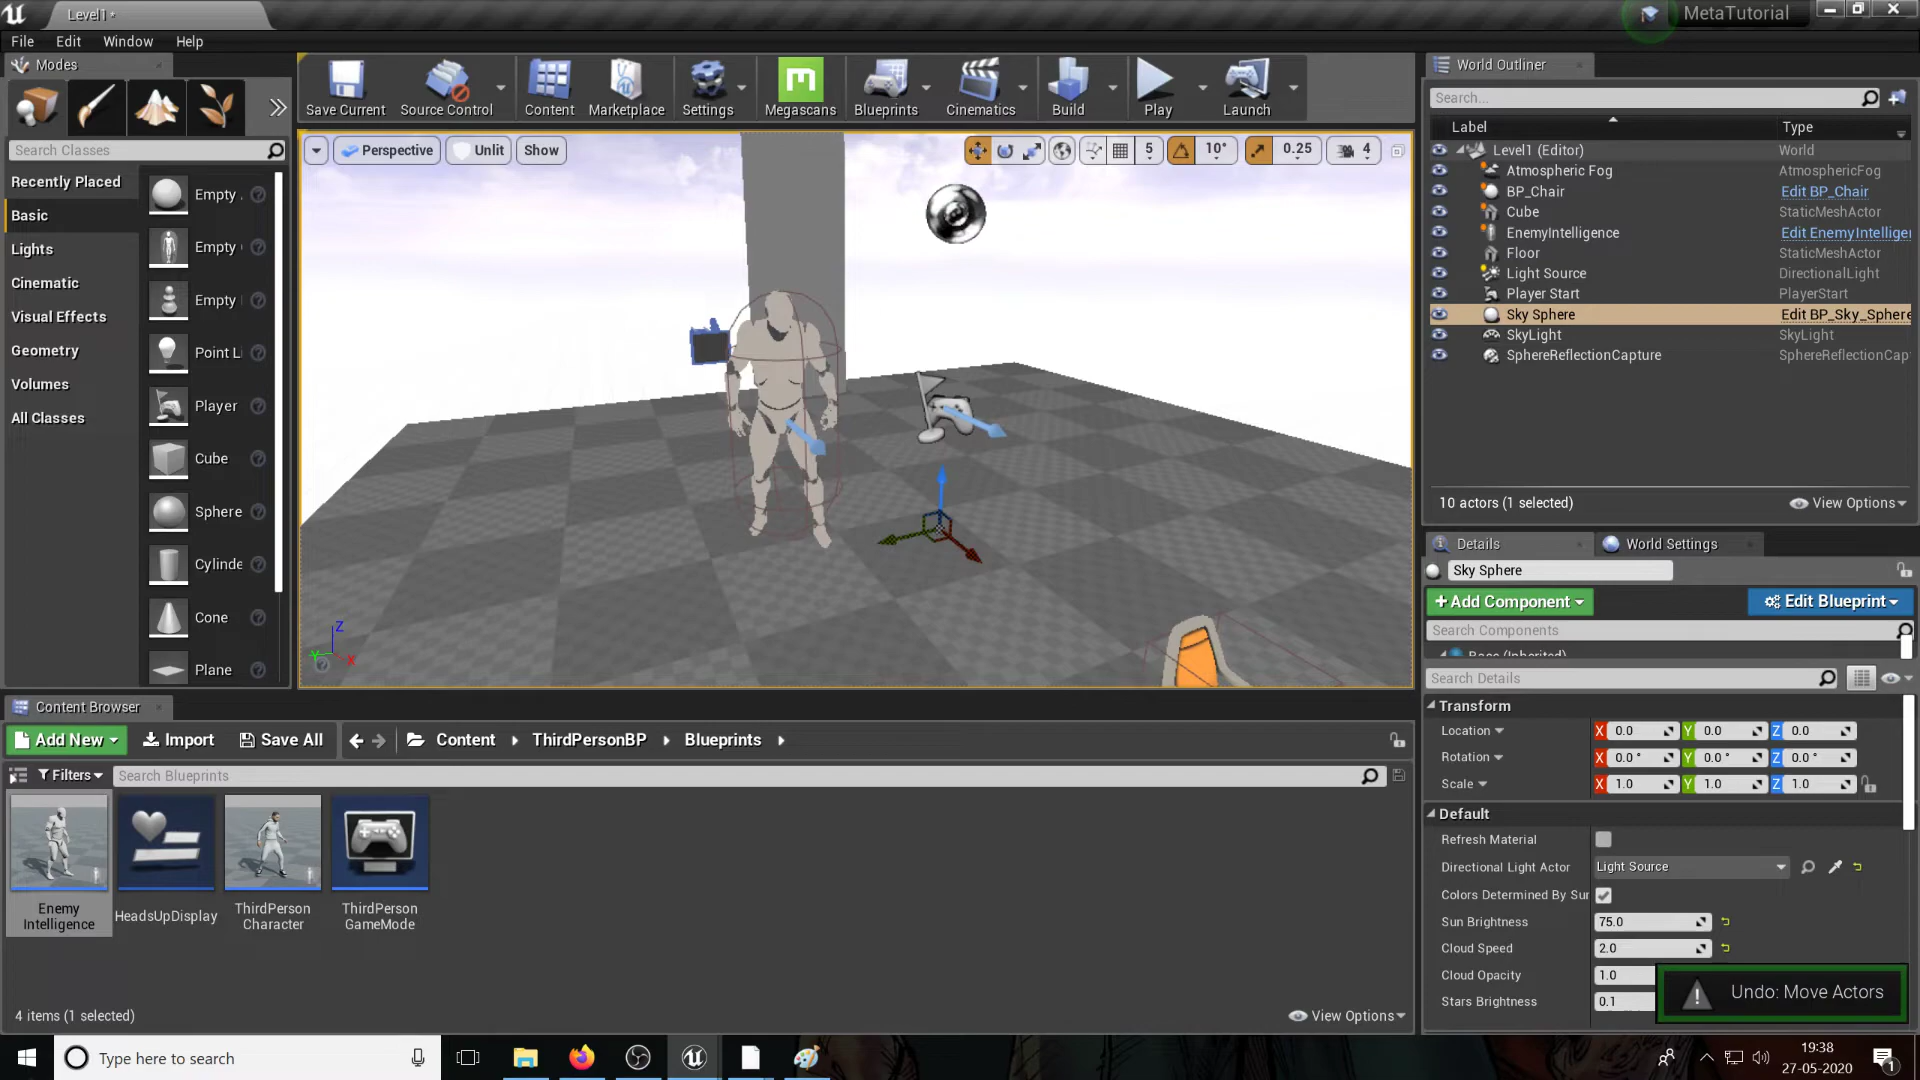 Level1*
MetaTutorial
File Edit Window Help
Modes
Search Classes
Recently Placed
Basic
Lights
Cinematic
Visual Effects
Geometry
Volumes
All Classes
Empty
Empty
Empty
Point Li
Player
Cube
Sphere
Cylinde
Cone
Plane
Save Current
Source Control
Content
Marketplace
Settings
Megascans
Blueprints
Cinematics
Build
Play
Launch
Perspective
Unlit
Show
5
10°
0.25
4
Z
Y
X
World Outliner
Search...
Label Type
Level1 (Editor) World
Atmospheric Fog AtmosphericFog
BP_Chair Edit BP_Chair
Cube StaticMeshActor
EnemyIntelligence Edit EnemyIntellige
Floor StaticMeshActor
Light Source DirectionalLight
Player Start PlayerStart
Sky Sphere Edit BP_Sky_Sphere
SkyLight SkyLight
SphereReflectionCapture SphereReflectionCap
10 actors (1 selected)
View Options
Details
World Settings
Sky Sphere
+ Add Component
Edit Blueprint
Search Components
Search Details
Transform
Location X 0.0 Y 0.0 Z 0.0
Rotation X 0.0° Y 0.0° Z 0.0°
Scale X 1.0 Y 1.0 Z 1.0
Default
Refresh Material
Directional Light Actor Light Source
Colors Determined By Sur
Sun Brightness 75.0
Cloud Speed 2.0
Cloud Opacity 1.0
Stars Brightness 0.1
Undo: Move Actors
Content Browser
Add New
Import
Save All
Content
ThirdPersonBP
Blueprints
Filters
Search Blueprints
Enemy
Intelligence
HeadsUpDisplay
ThirdPerson
Character
ThirdPerson
GameMode
4 items (1 selected)
View Options
Type here to search
19:38
27-05-2020
1